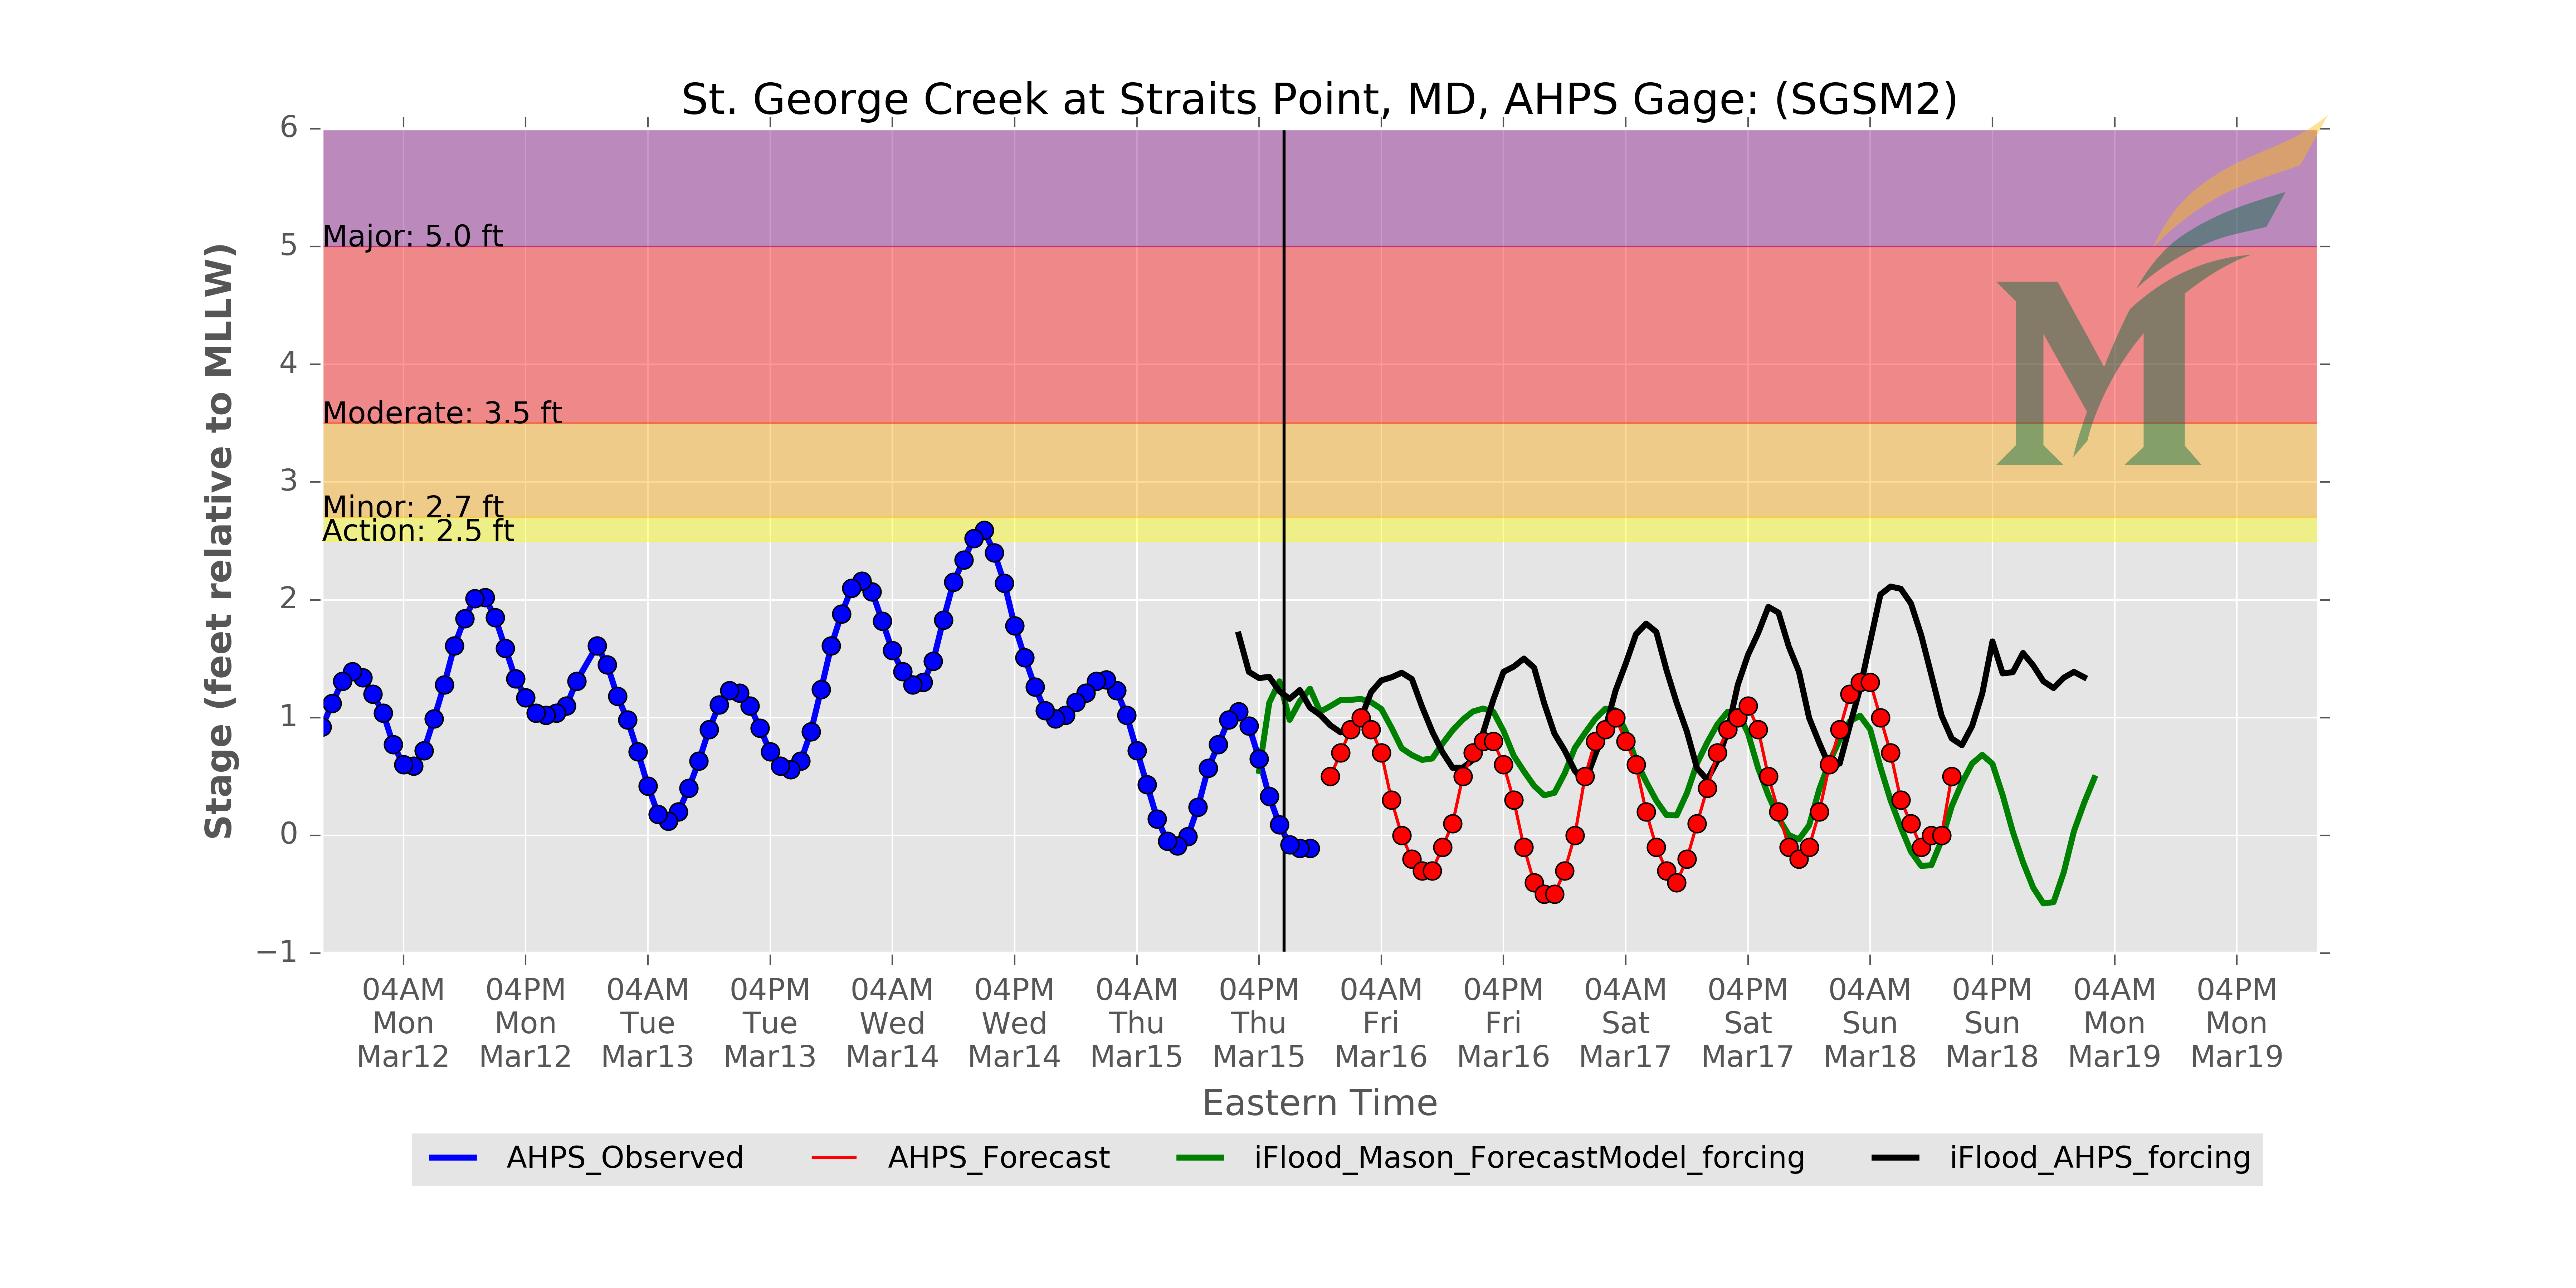 St. George Creek at Straits Point, MD, AHPS Gage: (SGSM2)
Stage (feet relative to MLLW)
6
5
4
3
2
1
0
−1
Major: 5.0 ft
Moderate: 3.5 ft
Minor: 2.7 ft
Action: 2.5 ft
M
04AM 04PM 04AM 04PM 04AM 04PM 04AM 04PM 04AM 04PM 04AM 04PM 04AM 04PM 04AM 04PM
Mon Mon Tue Tue Wed Wed Thu Thu Fri Fri Sat Sat Sun Sun Mon Mon
Mar12 Mar12 Mar13 Mar13 Mar14 Mar14 Mar15 Mar15 Mar16 Mar16 Mar17 Mar17 Mar18 Mar18 Mar19 Mar19
Eastern Time
AHPS_Observed AHPS_Forecast iFlood_Mason_ForecastModel_forcing iFlood_AHPS_forcing